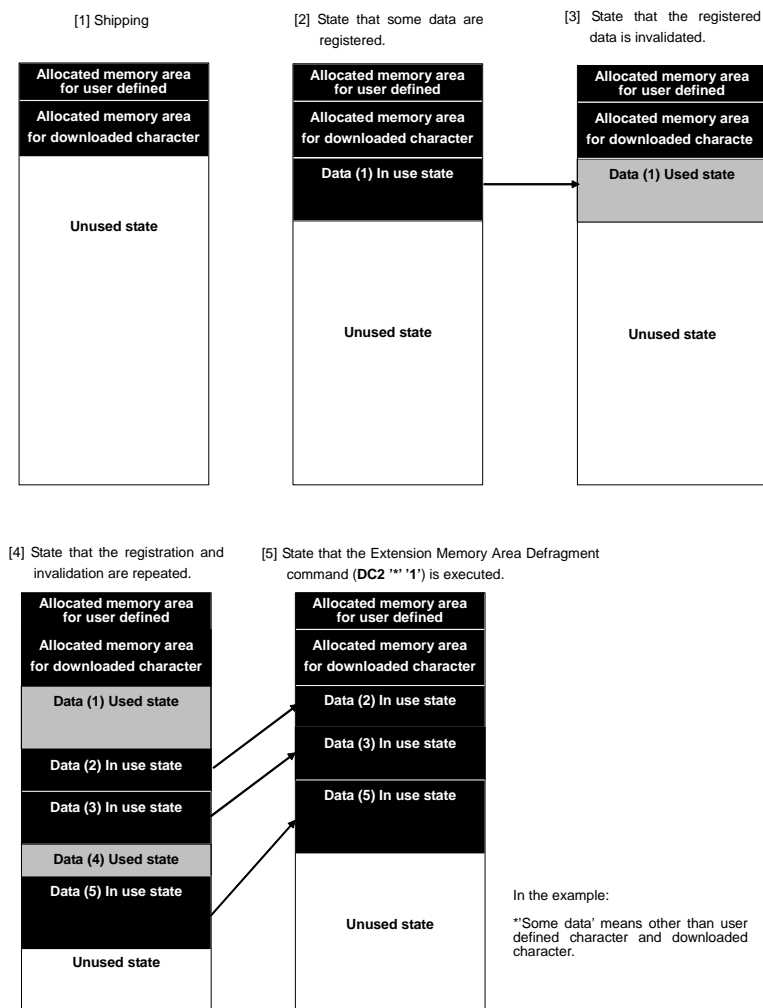 [1] Shipping
[2] State that some data are
registered.
[3] State that the registered
data is invalidated.
Allocated memory area
for user defined
Allocated memory area
for downloaded character
Unused state
Allocated memory area
for user defined
Allocated memory area
for downloaded character
Data (1) In use state
Unused state
Allocated memory area
for user defined
Allocated memory area
for downloaded characte
Data (1) Used state
Unused state
[4] State that the registration and
invalidation are repeated.
[5] State that the Extension Memory Area Defragment
command (DC2 '*' '1') is executed.
Allocated memory area
for user defined
Allocated memory area
for downloaded character
Data (1) Used state
Data (2) In use state
Data (3) In use state
Data (4) Used state
Data (5) In use state
Unused state
Allocated memory area
for user defined
Allocated memory area
for downloaded character
Data (2) In use state
Data (3) In use state
Data (5) In use state
Unused state
In the example:
*'Some data' means other than user
defined character and downloaded
character.